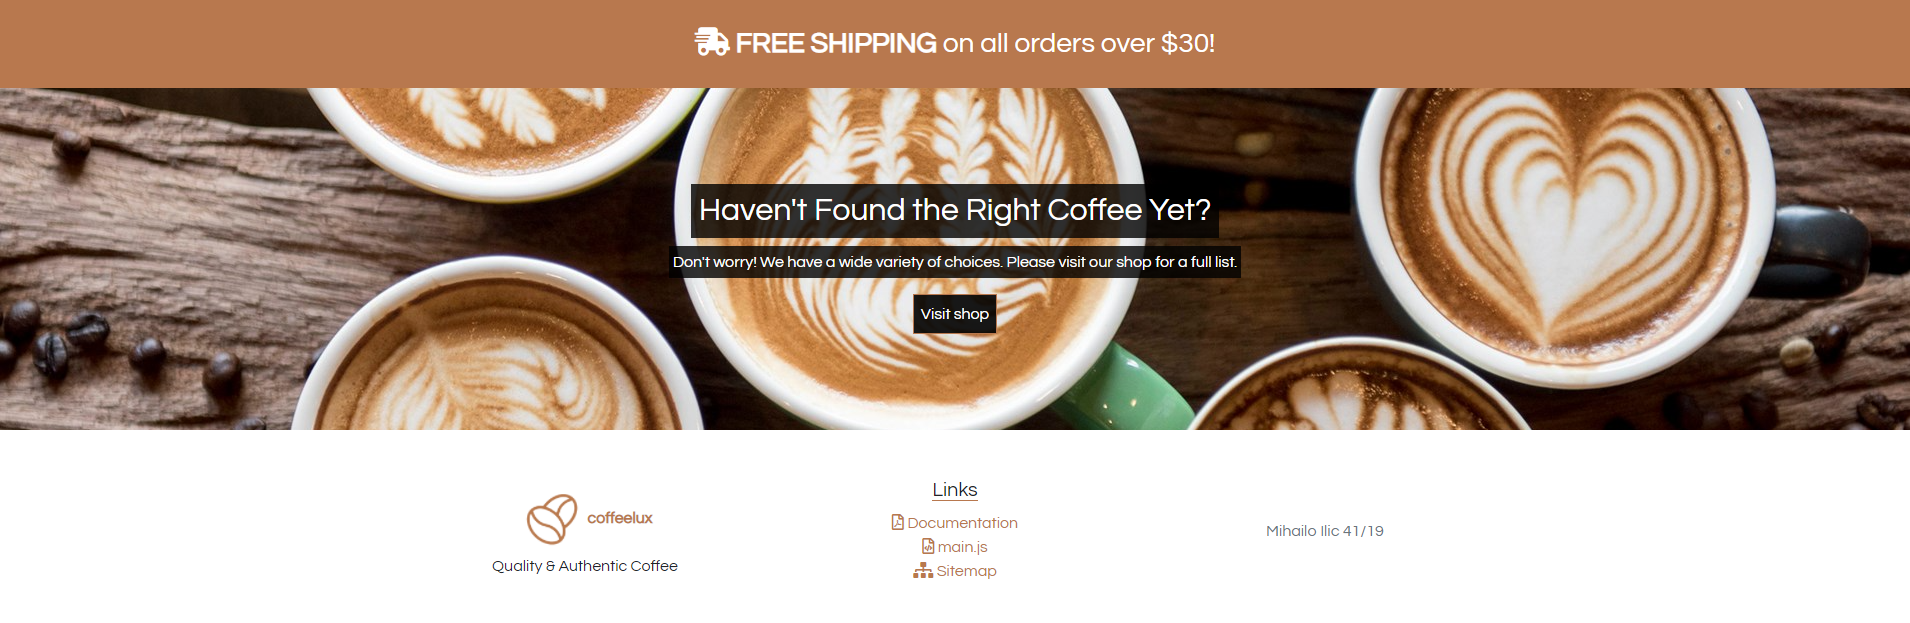 FREE SHIPPING on all orders over $30!
Haven't Found the Right Coffee Yet?
Don't worry! We have a wide variety of choices. Please visit our shop for a full list.
Visit shop
coffeelux
Quality & Authentic Coffee
Links
Documentation
main.js
Sitemap
Mihailo Ilic 41/19